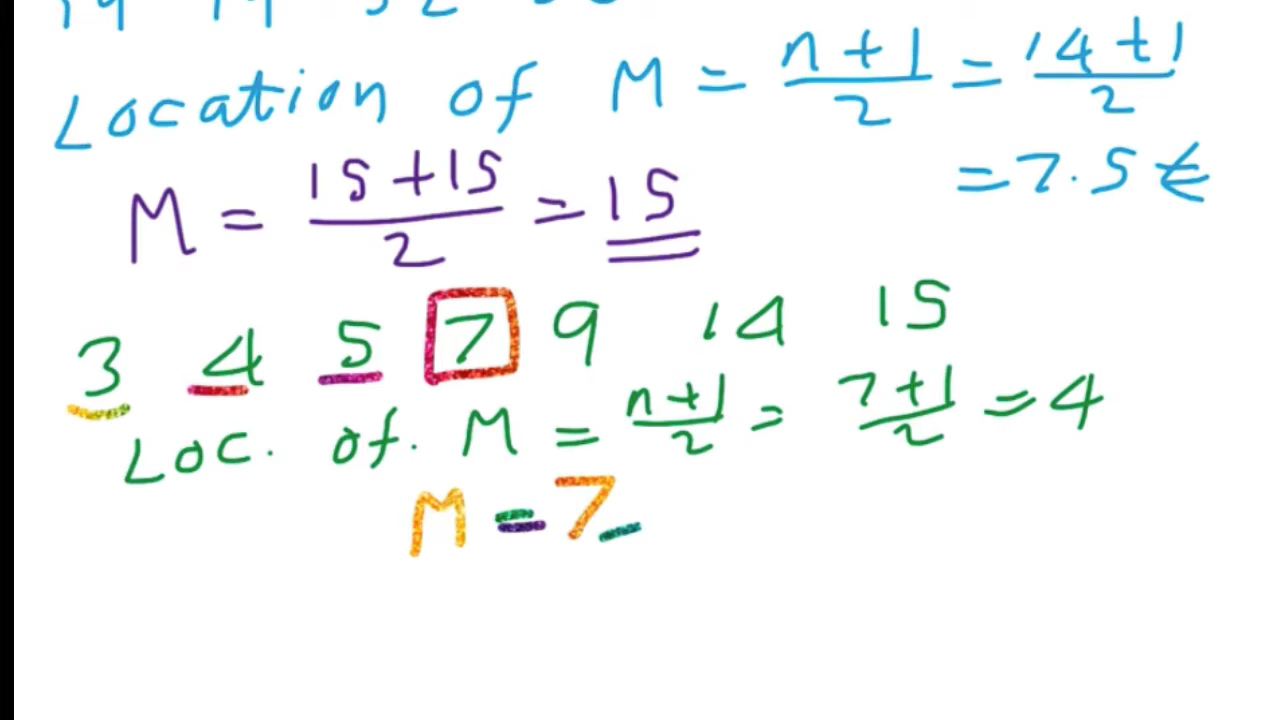 Location of M = n+1/2 = 14+1/2
= 7.5 €
M = 15+15/2 = 15
3 4 5 7 9 14 15
Loc. of. M = n+1/2 = 7+1/2 = 4
M = 7